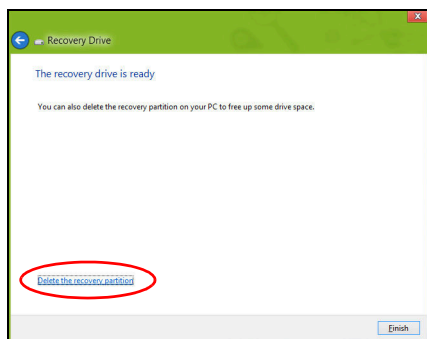 X
Recovery Drive
The recovery drive is ready
You can also delete the recovery partition on your PC to free up some drive space.
Delete the recovery partition
Finish